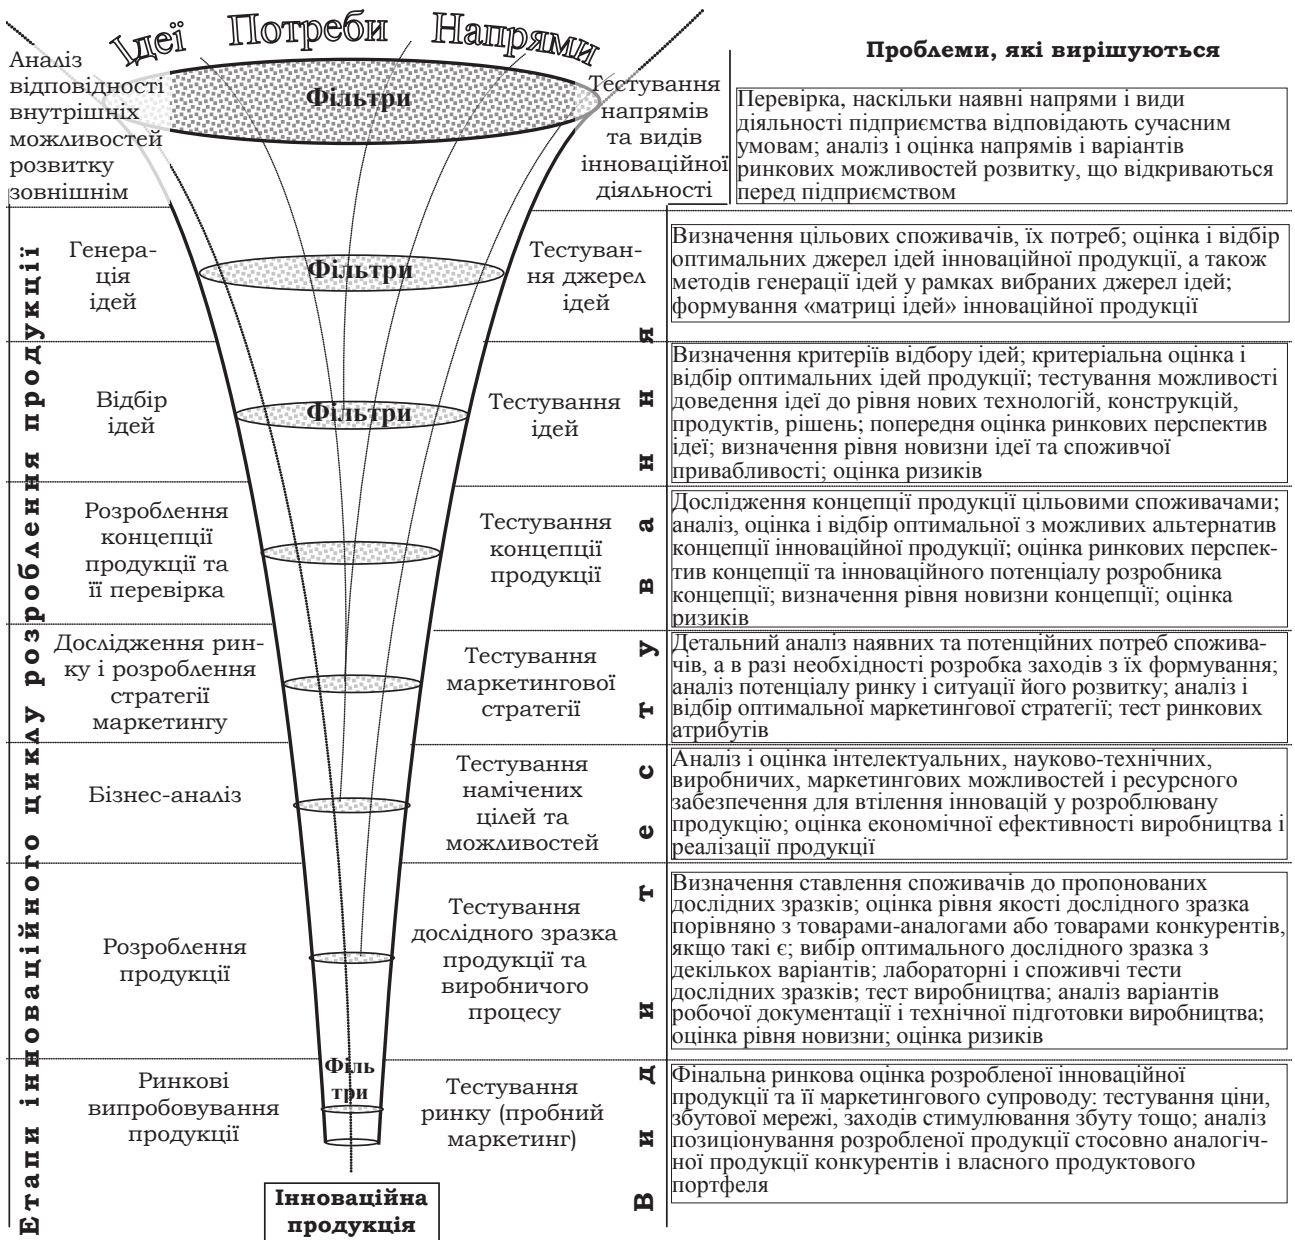 Ідеї Потреби Напрями
Проблеми, які вирішуються
Аналіз
відповідності
внутрішніх
можливостей
розвитку
зовнішнім
Фільтри
Тестування
напрямів
та видів
інноваційної
діяльності
Перевірка, наскільки наявні напрями і види
діяльності підприємства відповідають сучасним
умовам; аналіз і оцінка напрямів і варіантів
ринкових можливостей розвитку, що відкриваються
перед підприємством
Етапи інноваційного циклу розроблення продукції
Види тестування
Генера-
ція
ідей
Фільтри
Тестуван-
ня джерел
ідей
Визначення цільових споживачів, їх потреб; оцінка і відбір
оптимальних джерел ідей інноваційної продукції, а також
методів генерації ідей у рамках вибраних джерел ідей;
формування «матриці ідей» інноваційної продукції
Відбір
ідей
Фільтри
Тестування
ідей
Визначення критеріїв відбору ідей; критеріальна оцінка і
відбір оптимальних ідей продукції; тестування можливості
доведення ідеї до рівня нових технологій, конструкцій,
продуктів, рішень; попередня оцінка ринкових перспектив
ідеї; визначення рівня новизни ідеї та споживчої
привабливості; оцінка ризиків
Розроблення
концепції
продукції та
її перевірка
Тестування
концепції
продукції
Дослідження концепції продукції цільовими споживачами;
аналіз, оцінка і відбір оптимальної з можливих альтернатив
концепції інноваційної продукції; оцінка ринкових перспек-
тив концепції та інноваційного потенціалу розробника
концепції; визначення рівня новизни концепції; оцінка
ризиків
Дослідження рин-
ку і розроблення
стратегії
маркетингу
Тестування
маркетингової
стратегії
Детальний аналіз наявних та потенційних потреб спожива-
чів, а в разі необхідності розробка заходів з їх формування;
аналіз потенціалу ринку і ситуації його розвитку; аналіз і
відбір оптимальної маркетингової стратегії; тест ринкових
атрибутів
Бізнес-аналіз
Тестування
намічених
цілей та
можливостей
Аналіз і оцінка інтелектуальних, науково-технічних,
виробничих, маркетингових можливостей і ресурсного
забезпечення для втілення інновацій у розроблювану
продукцію; оцінка економічної ефективності виробництва і
реалізації продукції
Розроблення
продукції
Тестування
дослідного зразка
продукції та
виробничого
процесу
Визначення ставлення споживачів до пропонованих
дослідних зразків; оцінка рівня якості дослідного зразка
порівняно з товарами-аналогами або товарами конкурентів,
якщо такі є; вибір оптимального дослідного зразка з
декількох варіантів; лабораторні і споживчі тести
дослідних зразків; тест виробництва; аналіз варіантів
робочої документації і технічної підготовки виробництва;
оцінка рівня новизни; оцінка ризиків
Ринкові
випробовування
продукції
Філь
три
Тестування
ринку (пробний
маркетинг)
Фінальна ринкова оцінка розробленої інноваційної
продукції та її маркетингового супроводу: тестування ціни,
збутової мережі, заходів стимулювання збуту тощо; аналіз
позиціонування розробленої продукції стосовно аналогіч-
ної продукції конкурентів і власного продуктового
портфеля
Інноваційна
продукція